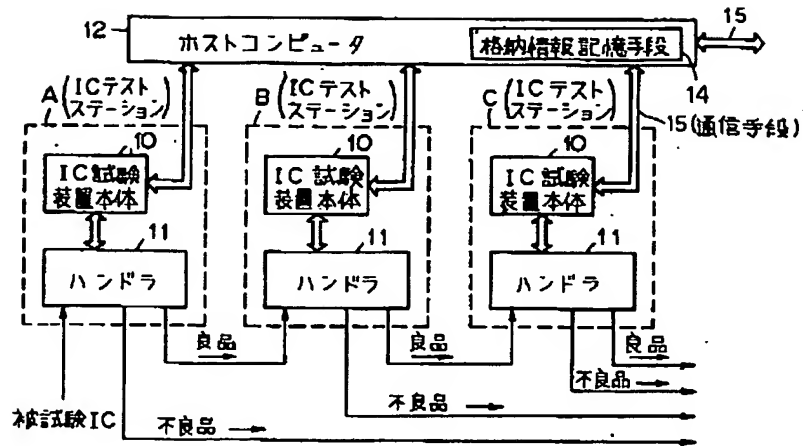 15
12
ホストコンピュータ
格納情報記憶手段
14
A (ICテストステーション)
B (ICテストステーション)
C (ICテストステーション)
15(通信手段)
10
10
10
IC試験装置本体
IC試験装置本体
IC試験装置本体
11
11
11
ハンドラ
ハンドラ
ハンドラ
良品
良品
良品
不良品
不良品
被試験IC
不良品